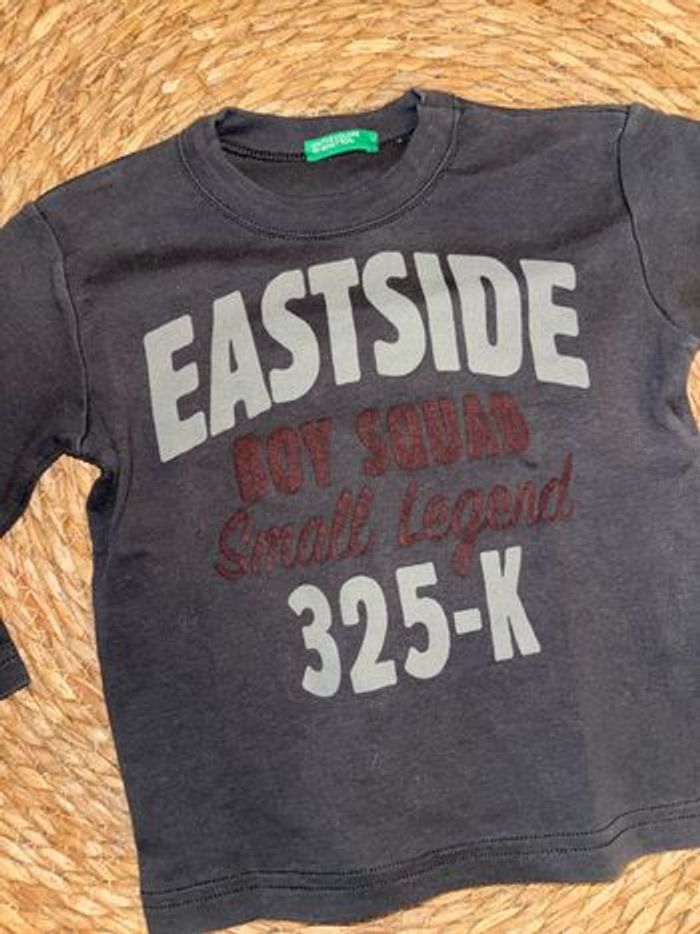 EASTSIDE
BOY SQUAD
Small Legend
325-K